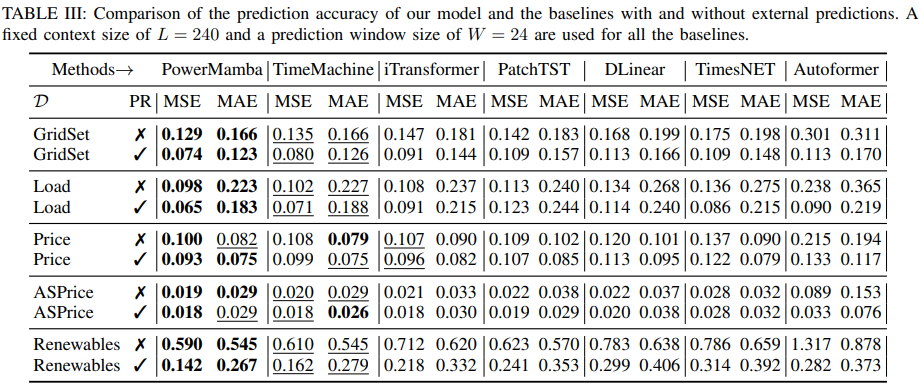 TABLE III: Comparison of the prediction accuracy of our model and the baselines with and without external predictions. A
fixed context size of L = 240 and a prediction window size of W = 24 are used for all the baselines.
Methods→ PowerMamba TimeMachine iTransformer PatchTST DLinear TimesNET Autoformer
D PR MSE MAE MSE MAE MSE MAE MSE MAE MSE MAE MSE MAE MSE MAE
GridSet ✗ 0.129 0.166 0.135 0.166 0.147 0.181 0.142 0.183 0.168 0.199 0.175 0.198 0.301 0.311
GridSet ✓ 0.074 0.123 0.080 0.126 0.091 0.144 0.109 0.157 0.113 0.166 0.109 0.148 0.113 0.170
Load ✗ 0.098 0.223 0.102 0.227 0.108 0.237 0.113 0.240 0.134 0.268 0.136 0.275 0.238 0.365
Load ✓ 0.065 0.183 0.071 0.188 0.091 0.215 0.123 0.244 0.114 0.240 0.086 0.215 0.090 0.219
Price ✗ 0.100 0.082 0.108 0.079 0.107 0.090 0.109 0.102 0.120 0.101 0.137 0.090 0.215 0.194
Price ✓ 0.093 0.075 0.099 0.075 0.096 0.082 0.107 0.085 0.113 0.095 0.122 0.079 0.133 0.117
ASPrice ✗ 0.019 0.029 0.020 0.029 0.021 0.033 0.022 0.038 0.022 0.037 0.028 0.032 0.089 0.153
ASPrice ✓ 0.018 0.029 0.018 0.026 0.018 0.030 0.019 0.029 0.020 0.038 0.028 0.032 0.033 0.076
Renewables ✗ 0.590 0.545 0.610 0.545 0.712 0.620 0.623 0.570 0.783 0.638 0.786 0.659 1.317 0.878
Renewables ✓ 0.142 0.267 0.162 0.279 0.218 0.332 0.241 0.353 0.299 0.406 0.314 0.392 0.282 0.373